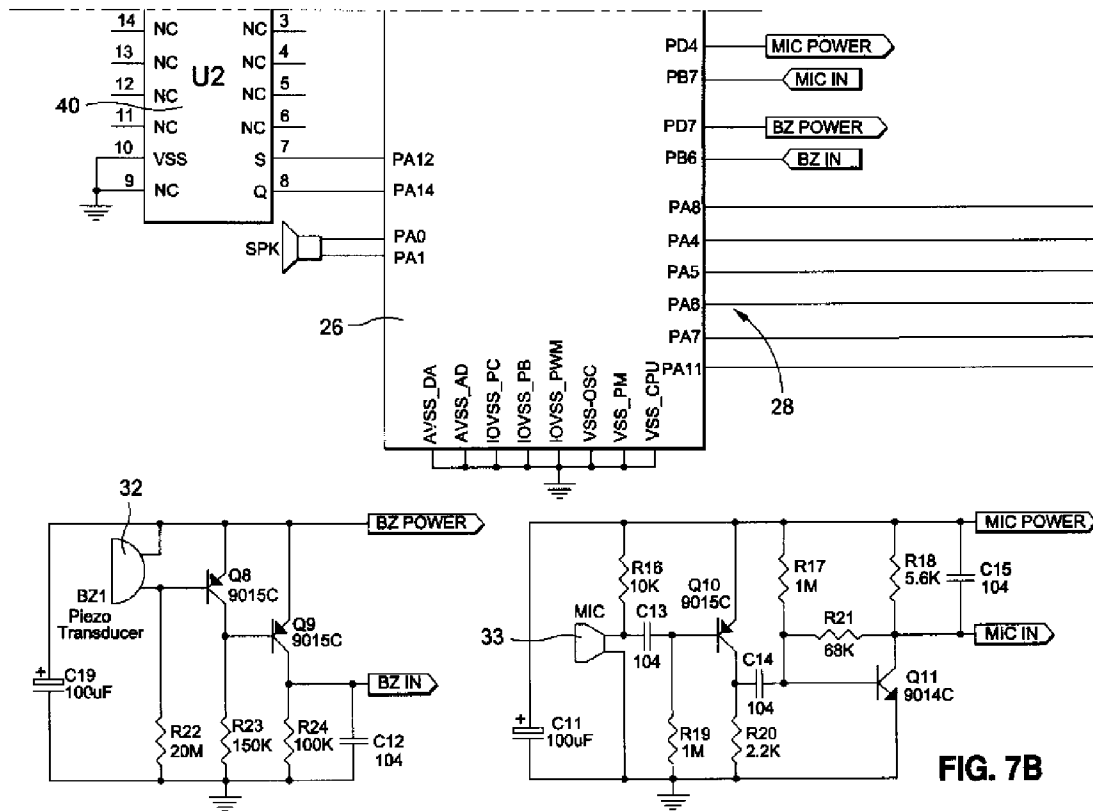 14 NC NC 3
13 NC NC 4
12 NC U2 NC 5
40
11 NC NC 6
10 VSS S 7 PA12
9 NC Q 8 PA14
SPK PA0
PA1
26
PD4 MIC POWER
PB7 MIC IN
PD7 BZ POWER
PB6 BZ IN
PA8
PA4
PA5
PA6
PA7
PA11
28
AVSS_DA
AVSS_AD
IOVSS_PC
IOVSS_PB
IOVSS_PWM
VSS-OSC
VSS_PM
VSS_CPU
32
BZ POWER
BZ1
Piezo
Transducer
Q8
9015C
Q9
9015C
BZ IN
+
C19
100uF
R22
20M
R23
150K
R24
100K
C12
104
MIC POWER
R16
10K
MIC
33
C13
104
Q10
9015C
R17
1M
R18
5.6K
C15
104
R21
68K
MIC IN
C14
104
Q11
9014C
+
C11
100uF
R19
1M
R20
2.2K
FIG. 7B